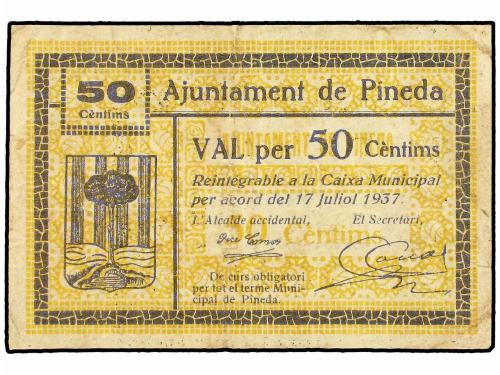 50
Cèntims
Ajuntament de Pineda
VAL per 50 Cèntims
Reintegrable a la Caixa Municipal
per acord del 17 Juliol 1937.
L'Alcalde accidental,
El Secretari,
De curs obligatori
per tot el terme Muni-
cipal de Pineda.